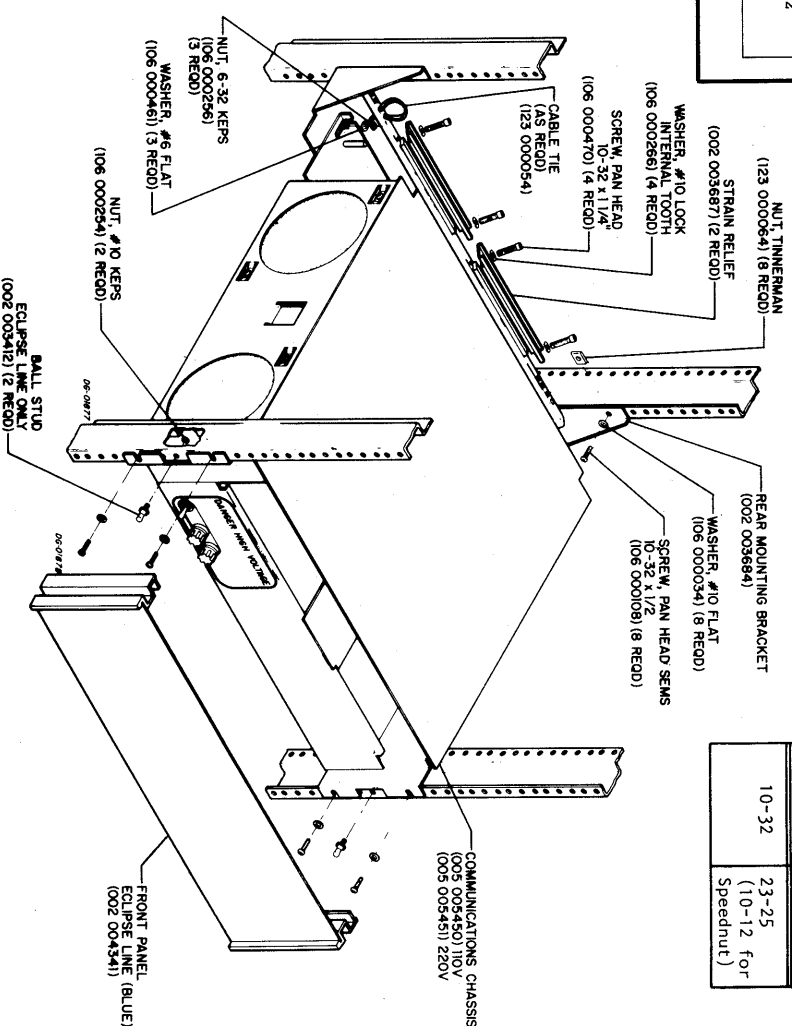 2
NUT, TINNERMAN
(123 000064) (8 REQD)
STRAIN RELIEF
(002 003687) (2 REQD)
WASHER, #10 LOCK
INTERNAL TOOTH
(106 000266) (4 REQD)
SCREW, PAN HEAD
10-32 x 1 1/4"
(106 000470) (4 REQD)
CABLE TIE
(AS REQD)
(123 000054)
NUT, 6-32 KEPS
(106 000256)
(3 REQD)
WASHER, #6 FLAT
(106 000461) (3 REQD)
NUT, #10 KEPS
(106 000254) (2 REQD)
BALL STUD
ECLIPSE LINE ONLY
(002 003412) (2 REQD)
REAR MOUNTING BRACKET
(002 003684)
WASHER, #10 FLAT
(106 000034) (8 REQD)
SCREW, PAN HEAD SEMS
10-32 x 1/2
(106 000108) (8 REQD)
DG-01877
DANGER HIGH VOLTAGE
DG-01878
COMMUNICATIONS CHASSIS
(005 005450) 110V
(005 005451) 220V
FRONT PANEL
ECLIPSE LINE (BLUE)
(002 004341)
10-32
23-25
(10-12 for
Speednut)